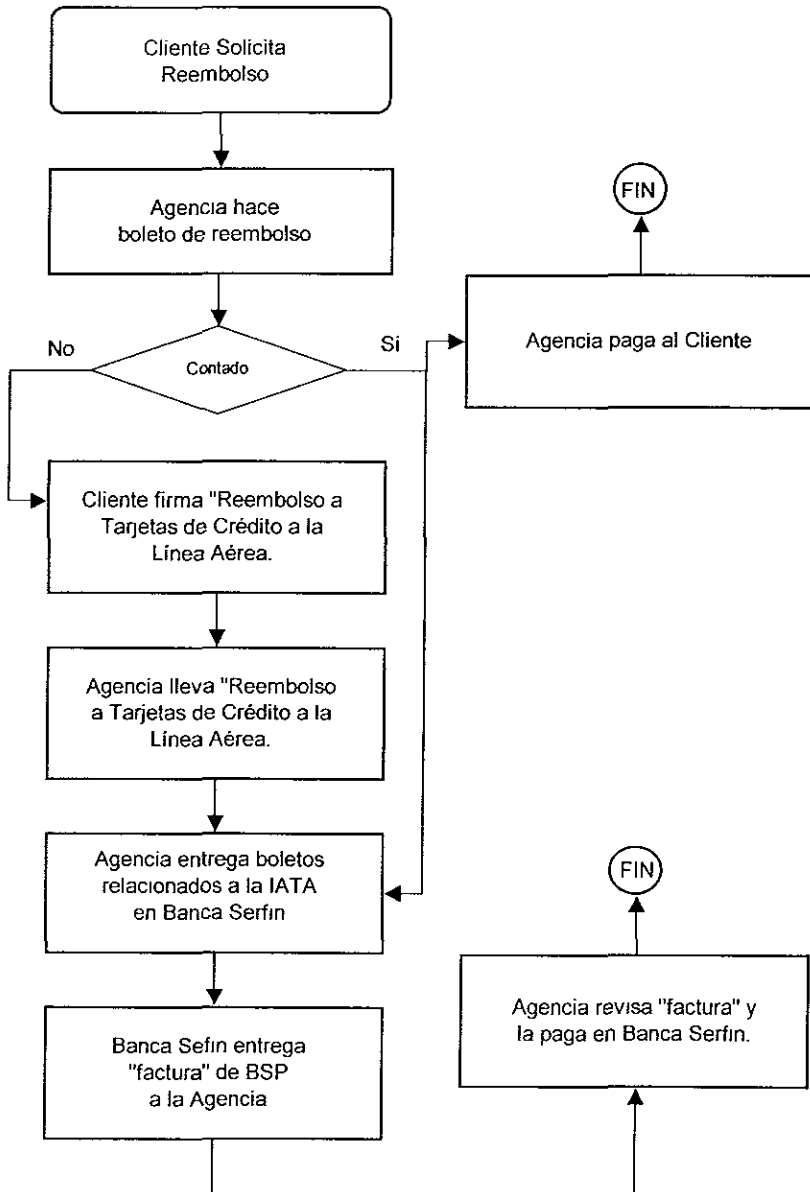 Cliente Solicita
Reembolso
Agencia hace
boleto de reembolso
FIN
Agencia paga al Cliente
No
Contado
Si
Cliente firma "Reembolso a
Tarjetas de Crédito a la
Línea Aérea.
Agencia lleva "Reembolso
a Tarjetas de Crédito a la
Línea Aérea.
Agencia entrega boletos
relacionados a la IATA
en Banca Serfin
FIN
Banca Sefin entrega
"factura" de BSP
a la Agencia
Agencia revisa "factura" y
la paga en Banca Serfin.